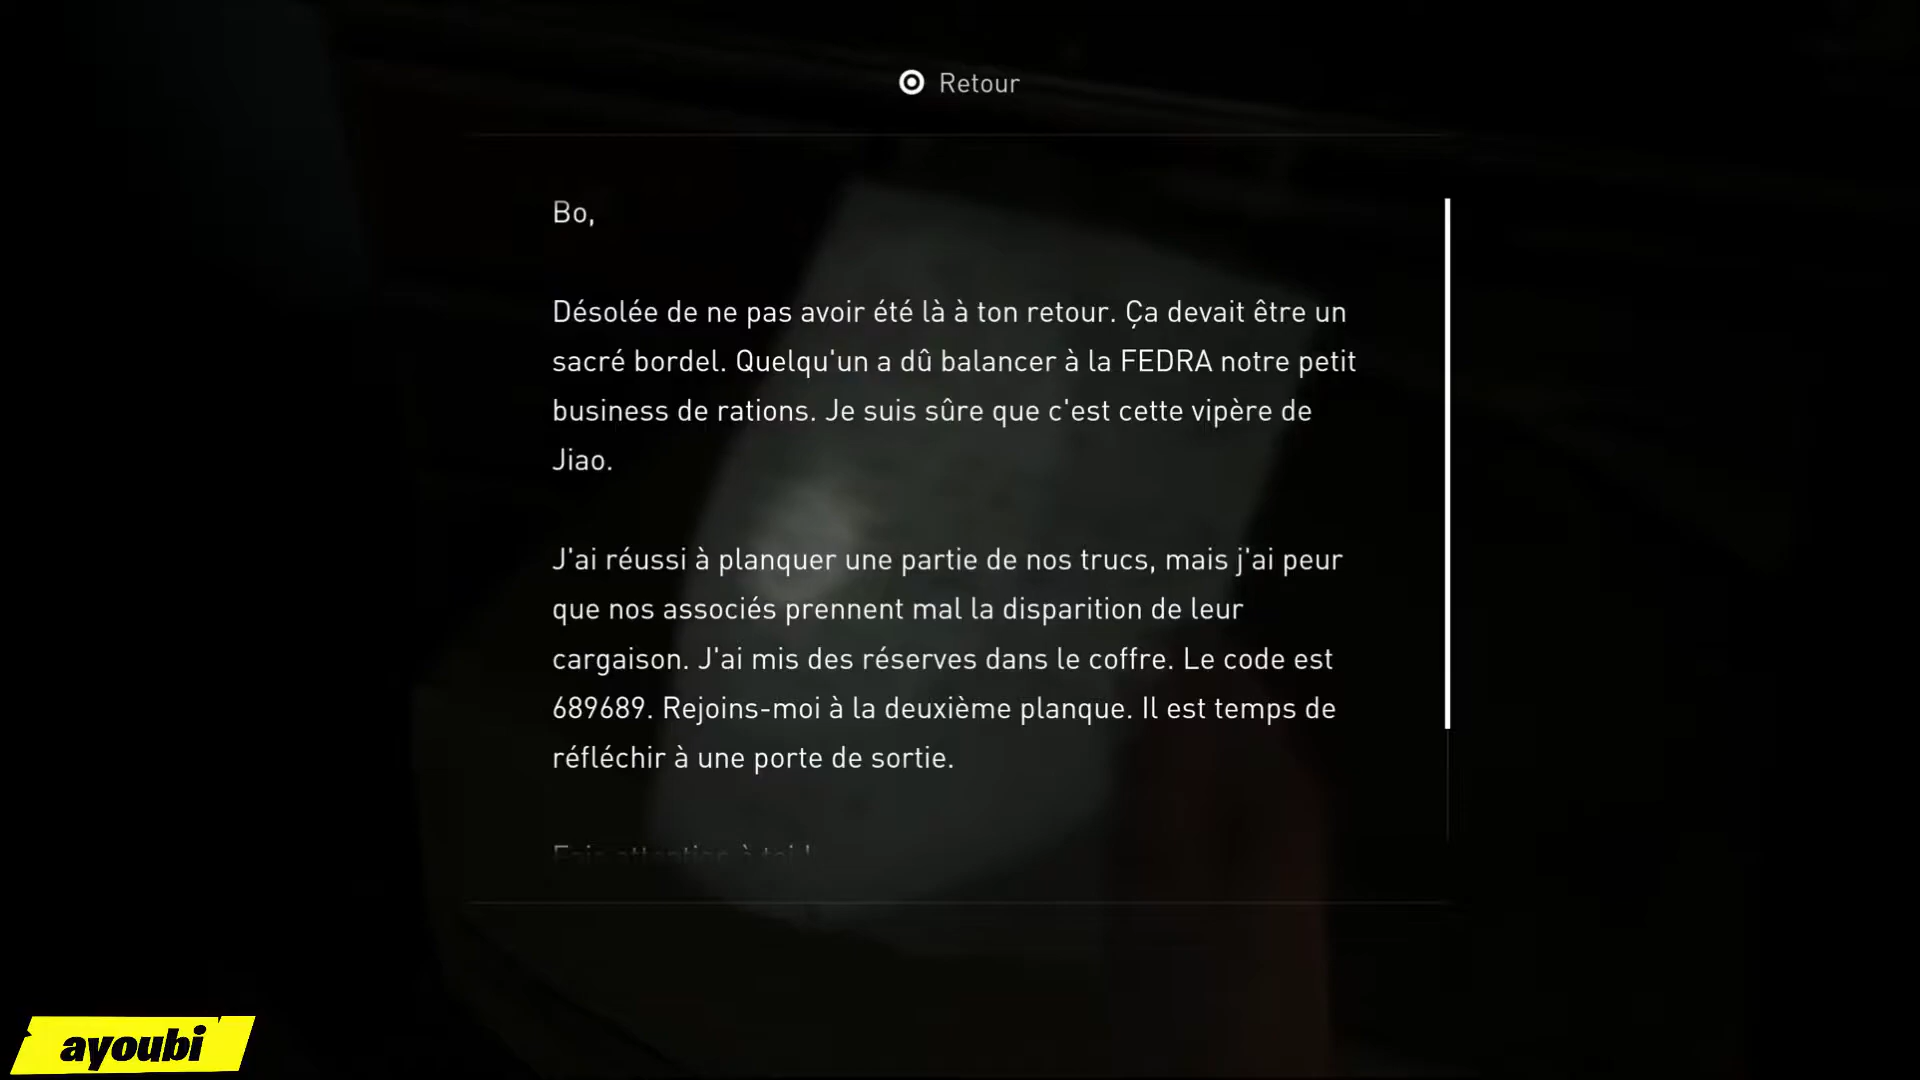 Retour
Bo,
Désolée de ne pas avoir été là à ton retour. Ça devait être un
sacré bordel. Quelqu'un a dû balancer à la FEDRA notre petit
business de rations. Je suis sûre que c'est cette vipère de
Jiao.
J'ai réussi à planquer une partie de nos trucs, mais j'ai peur
que nos associés prennent mal la disparition de leur
cargaison. J'ai mis des réserves dans le coffre. Le code est
689689. Rejoins-moi à la deuxième planque. Il est temps de
réfléchir à une porte de sortie.
Fais attention à toi !
ayoubi